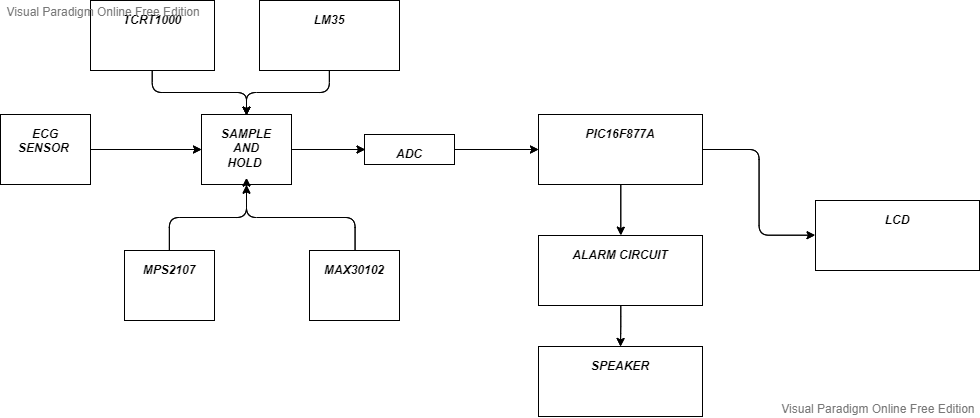 Visual Paradigm Online Free Edition
TCRT1000
LM35
ECG
SENSOR
SAMPLE
AND
HOLD
ADC
PIC16F877A
LCD
MPS2107
MAX30102
ALARM CIRCUIT
SPEAKER
Visual Paradigm Online Free Edition